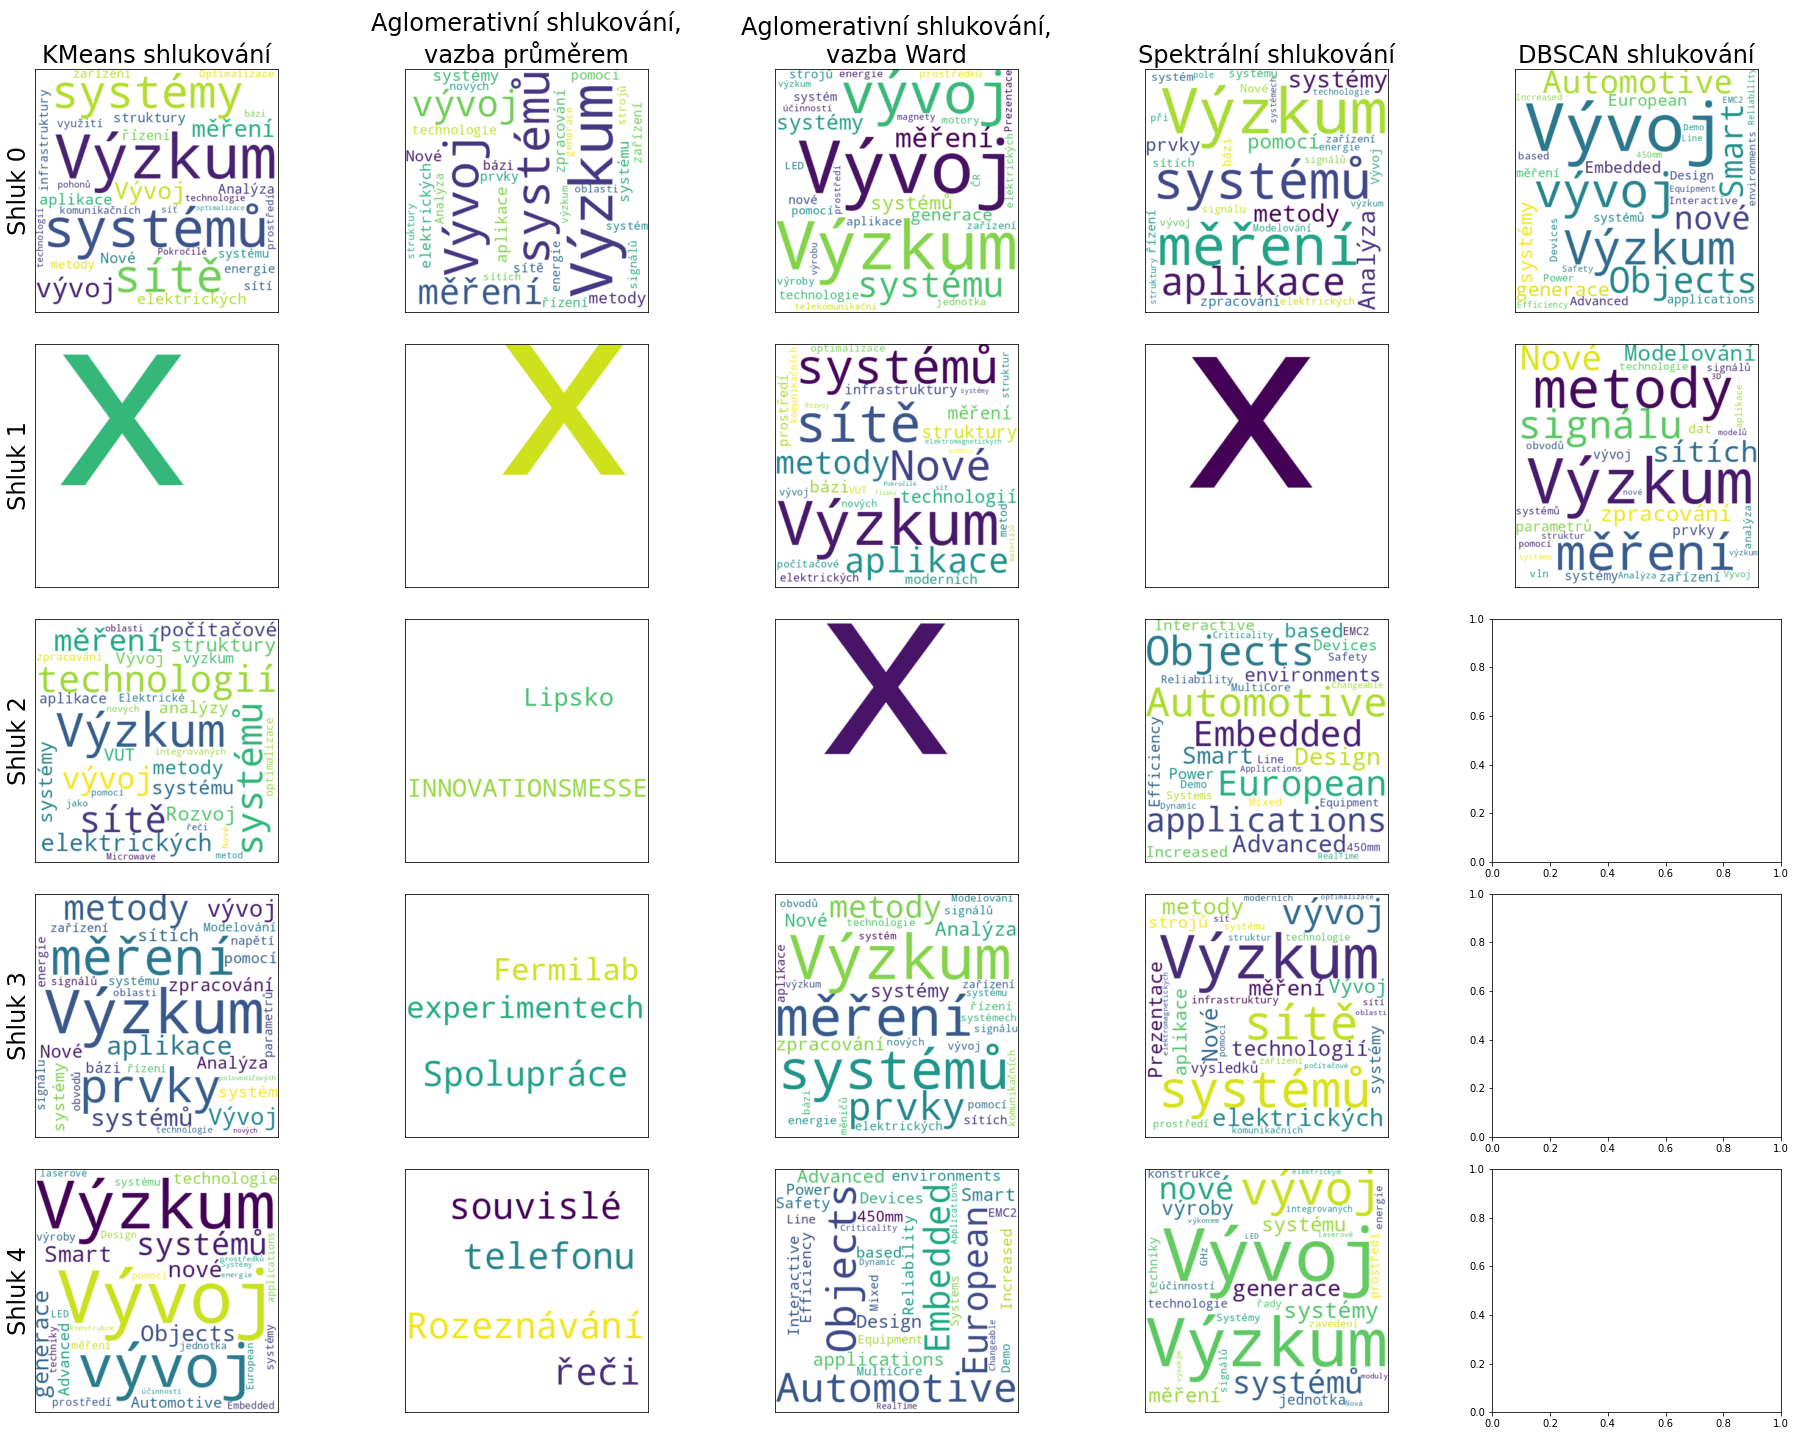 KMeans shlukování
Aglomerativní shlukování,
vazba průměrem
Aglomerativní shlukování,
vazba Ward
Spektrální shlukování
DBSCAN shlukování
Shluk 0
zařízení Optimalizace
systémy
bázi
využití struktury
řízení měření
infrastruktury
Výzkum
pohonů Vývoj Analýza
aplikace technologie
komunikačních sít optimalizace
prostředí
systémů
technologií
Nové Pokročilé systému
metody sítě energie
vývoj sítí
elektrických
systémy pomocí
nových
vývoj
technologie
systémů
zpracování
generace
Výzkum
strojů
zařízení
Nové
bázi
prvky
Vývoj
Analýza
elektrických
struktury
aplikace
výzkum
oblasti
systému
systém
sítě
sítích
energie
signálů
měření
řízení
metody
strojů energie prostředků
výzkum
vývoj
systém
účinností
Prezentace
magnety motory
systémy měření
LED
Vývoj
prostředí
ČR
elektrických
nové systémů
pomocí generace
aplikace zařízení
Výzkum
výrobu
výroby systému
technologie jednotka
telekomunikační
systém pole systému systémy
Nové technologie
systémech
Výzkum
při
prvky pomocí zařízení
energie
bázi
sítích signálů
Vývoj
systémů
výzkum
signálu metody
vývoj Modelování
řízení
měření
Analýza
aplikace
struktury
zpracování elektrických
Automotive
Increased European EMC2
Reliability
Vývoj
Demo
Line
Smart
based 450mm
Embedded
měření Design
Equipment
environments
vývoj Interactive
systémů nové
systémy
Devices
Výzkum
Safety
Power Objects
generace
Efficiency Advanced applications
Shluk 1
X
X
optimalizace
systémů
struktur
infrastruktury systémy
prostředí
komunikačních
Rozvoj
sítě měření
struktury
elektromagnetických
pomocí
metody Nové
Pokročilé sít
vývoj bázi VUT řízení technologií
nových
Výzkum
metod
materiálů
počítačové aplikace
elektrických moderních
X
Nové Modelování
technologie signálů
3D
metody
aplikace
signálu dat modelů
obvodů vývoj sítích
Výzkum
nové
systémů
parametrů zpracování
struktur prvky
analýza
pomocí
systému měření výzkum
vln systémy Analýza zařízení Vývoj
Shluk 2
oblasti počítačové
měření struktury
zpracování Vývoj výzkum
technologií
aplikace Elektrické
nových analýzy
Výzkum
systémů
optimalizace
VUT integrovaných
systémy
vývoj metody
pomocí systému
jako
sítě Rozvoj
řeči
Nové
elektrických
Microwave metod
Lipsko
INNOVATIONSMESSE
X
Interactive based EMC2
Criticality Devices
Objects Safety
environments
Reliability MultiCore Changeable
Automotive
Efficiency
Embedded
Smart Line Design
Power Applications
Demo European
Systems
Dynamic Mixed Equipment
applications
Advanced 450mm
Increased RealTime
1.0
0.8
0.6
0.4
0.2
0.0
0.0 0.2 0.4 0.6 0.8 1.0
Shluk 3
metody vývoj
zařízení Modelování
sítích napětí
energie
měření pomocí
signálů systému zpracování
oblasti
Výzkum
parametrů
aplikace
Nové Analýza
bázi řízení
signálu
systémy
obvodů
prvky polovodičových
systém
systémů Vývoj
technologie nových
Fermilab
experimentech
Spolupráce
obvodů metody Modelování
Nové signálů
technologie Analýza
systém
Výzkum
aplikace
výzkum systémy zařízení
systému
měření řízení
systémech
signálu
zpracování nových vývoj
systémů
komunikačních
bázi
prvky pomocí
energie
měničů
sítích
elektrických
moderních optimalizace
metody vývoj
strojů sít systému
struktur technologie
Výzkum
Prezentace
elektromagnetických
měření Vývoj
infrastruktury síti
aplikace
Nové
pomocí
sítě oblasti
technologií
systémy
zařízení
výsledků počítačové
systémů
prostředí elektrických
komunikačních
1.0
0.8
0.6
0.4
0.2
0.0
0.0 0.2 0.4 0.6 0.8 1.0
Shluk 4
laserové
systému technologie
Výzkum
výroby Design
Smart systémů
prostředků
systémy
energie
applications
pomocí nové
Vývoj
generace
LED
konstrukce
techniky
Advanced
měření Objects
jednotka
vývoj
European
systémy
účinností
prostředí Automotive Embedded
souvislé
telefonu
Rozeznávání
řeči
Advanced environments
Power
Safety
Objects
Devices
Embedded
Applications
Smart
Line 450mm
Criticality
European
EMC2
Interactive
Efficiency
based
Dynamic
Reliability
Increased
Mixed
Systems
Design
Equipment
applications
MultiCore
Changeable
Demo
Automotive
RealTime
konstrukce elektrickým
nové vývoj
integrovaných
energie
výroby
výkonem systému
LED laserové
Vývoj
techniky
GHz
prostředí
účinností generace
technologie řady
Systémy systémy
zavedení
Výzkum
vysokým
signálů
systémů
moduly
měření jednotka Nová
1.0
0.8
0.6
0.4
0.2
0.0
0.0 0.2 0.4 0.6 0.8 1.0